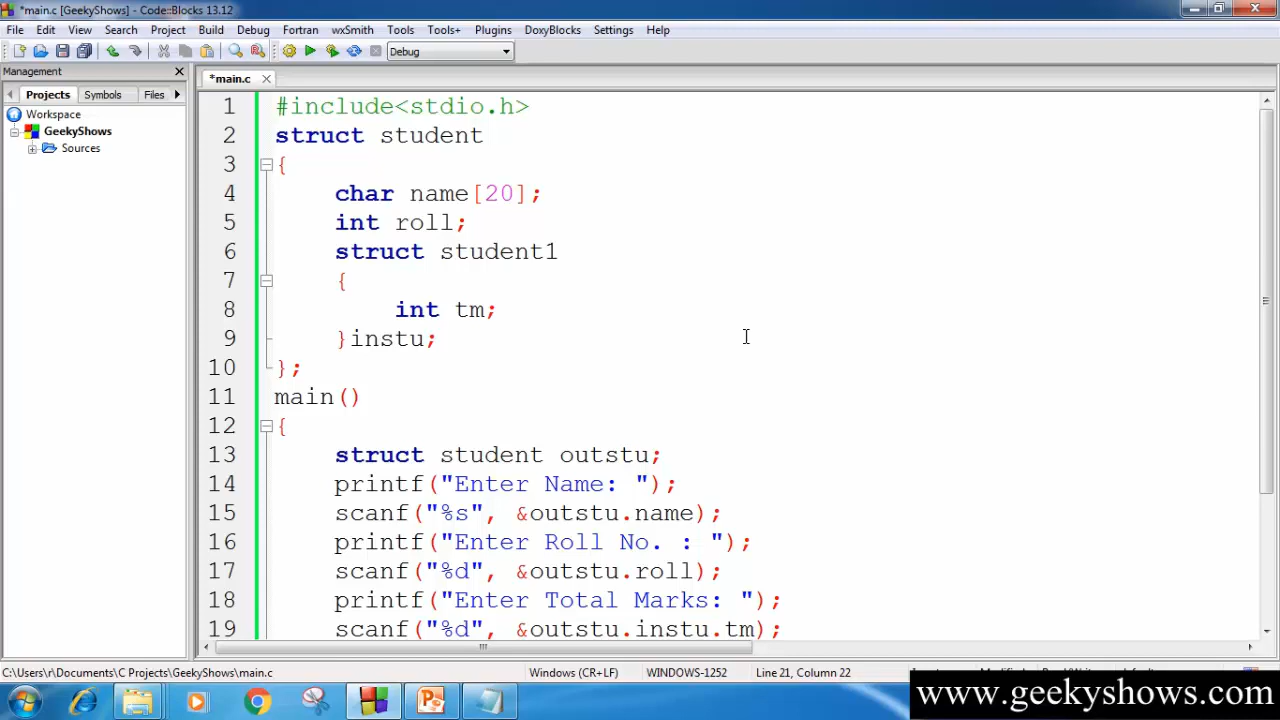 *main.c [GeekyShows] - Code::Blocks 13.12
File Edit View Search Project Build Debug Fortran wxSmith Tools Tools+ Plugins DoxyBlocks Settings Help
Debug
Management
*main.c
Projects Symbols Files
Workspace
GeekyShows
Sources
1 #include<stdio.h>
2 struct student
3 {
4 char name[20];
5 int roll;
6 struct student1
7 {
8 int tm;
9 }instu;
10 };
11 main()
12 {
13 struct student outstu;
14 printf("Enter Name: ");
15 scanf("%s", &outstu.name);
16 printf("Enter Roll No. : ");
17 scanf("%d", &outstu.roll);
18 printf("Enter Total Marks: ");
19 scanf("%d", &outstu.instu.tm);
C:\Users\r\Documents\C Projects\GeekyShows\main.c Windows (CR+LF) WINDOWS-1252 Line 21, Column 22
www.geekyshows.com